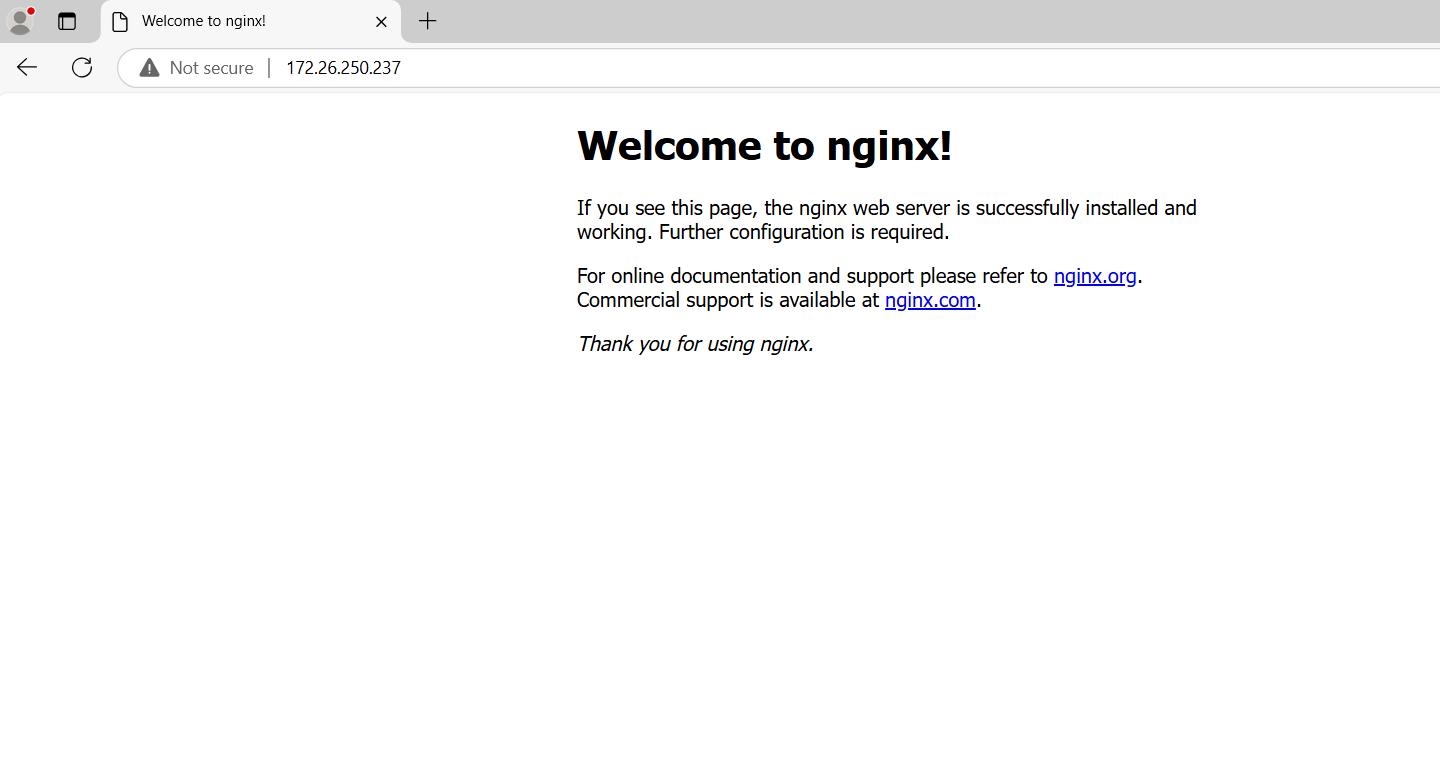 Welcome to nginx!
Not secure
172.26.250.237
Welcome to nginx!
If you see this page, the nginx web server is successfully installed and
working. Further configuration is required.
For online documentation and support please refer to nginx.org.
Commercial support is available at nginx.com.
Thank you for using nginx.